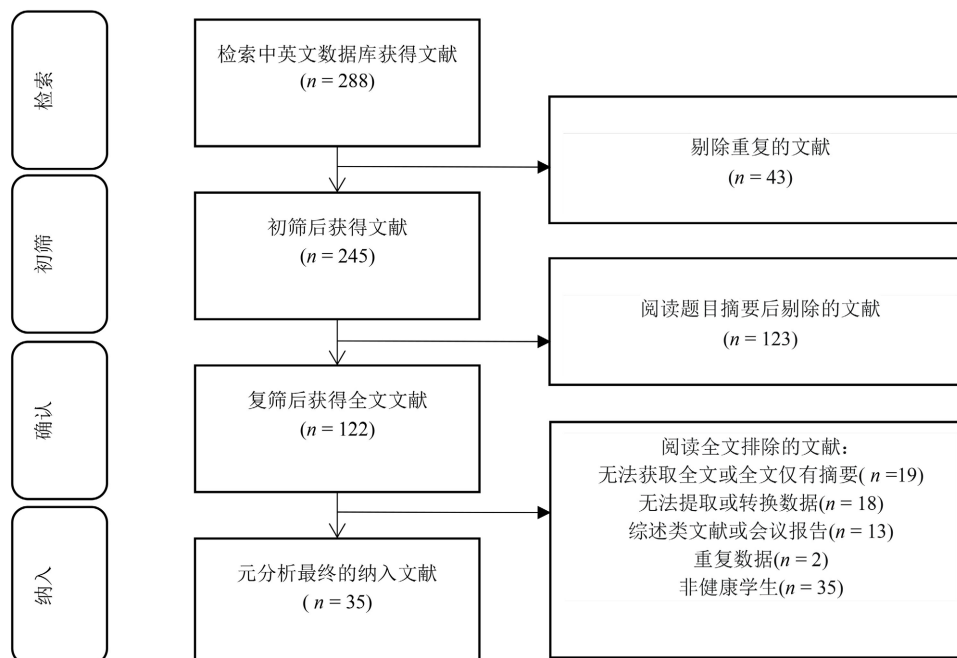 检索
检索中英文数据库获得文献
(n = 288)
剔除重复的文献
(n = 43)
初筛
初筛后获得文献
(n = 245)
阅读题目摘要后剔除的文献
(n = 123)
确认
复筛后获得全文文献
(n = 122)
阅读全文排除的文献：
无法获取全文或全文仅有摘要( n =19)
无法提取或转换数据(n = 18)
综述类文献或会议报告(n = 13)
重复数据(n = 2)
非健康学生(n = 35)
纳入
元分析最终的纳入文献
( n = 35)